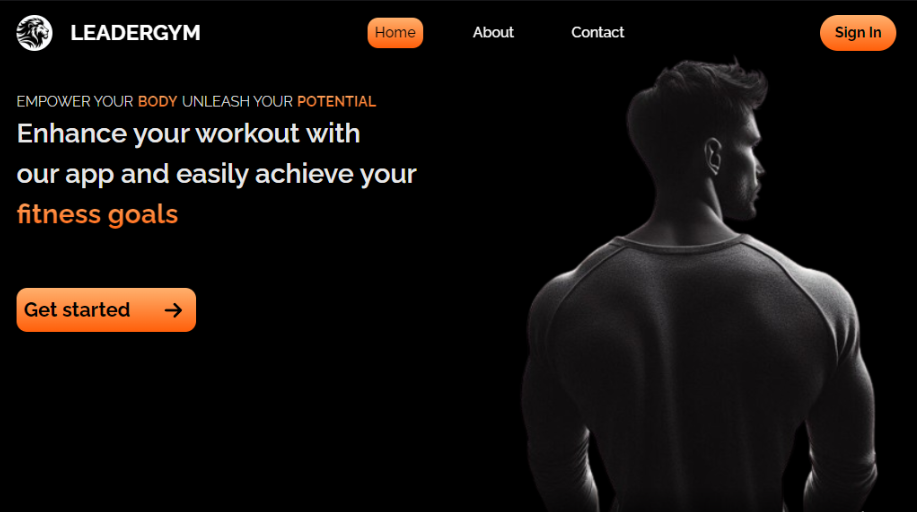 LEADERGYM
Home
About
Contact
Sign In
EMPOWER YOUR BODY UNLEASH YOUR POTENTIAL
Enhance your workout with
our app and easily achieve your
fitness goals
Get started